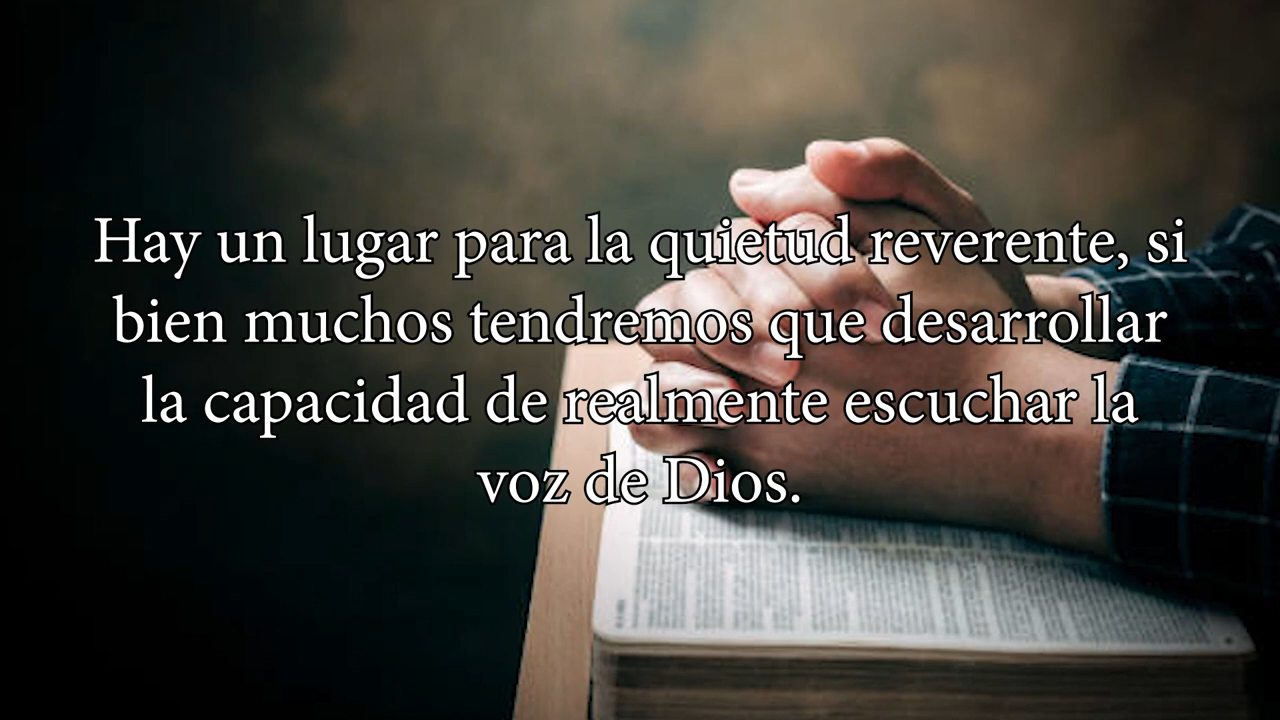 Hay un lugar para la quietud reverente, si
bien muchos tendremos que desarrollar
la capacidad de realmente escuchar la
voz de Dios.